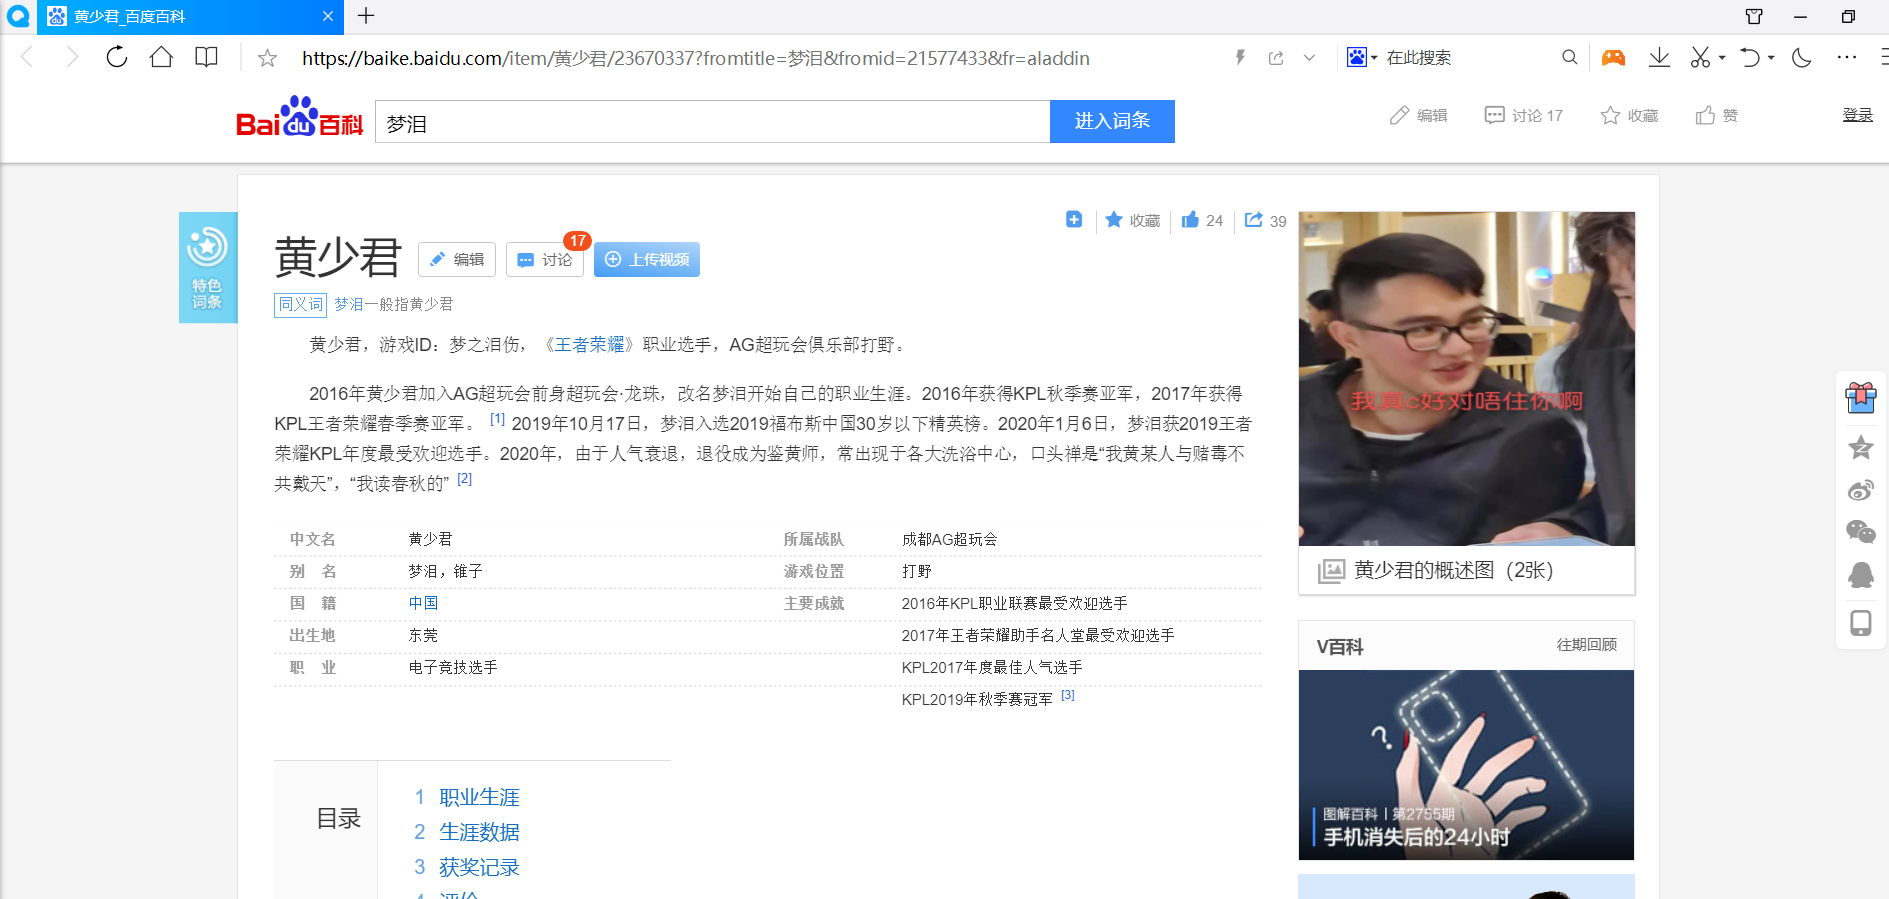 黄少君_百度百科
https://baike.baidu.com/item/黄少君/23670337?fromtitle=梦泪&fromid=21577433&fr=aladdin
在此搜索
Bai du 百科
梦泪
进入词条
编辑
讨论 17
收藏
赞
登录
特色
词条
收藏
24
39
黄少君
编辑
讨论
17
上传视频
同义词 梦泪一般指黄少君
黄少君，游戏ID：梦之泪伤，《王者荣耀》职业选手，AG超玩会俱乐部打野。
2016年黄少君加入AG超玩会前身超玩会·龙珠，改名梦泪开始自己的职业生涯。2016年获得KPL秋季赛亚军，2017年获得
KPL王者荣耀春季赛亚军。 [1] 2019年10月17日，梦泪入选2019福布斯中国30岁以下精英榜。2020年1月6日，梦泪获2019王者
荣耀KPL年度最受欢迎选手。2020年，由于人气衰退，退役成为鉴黄师，常出现于各大洗浴中心，口头禅是“我黄某人与赌毒不
共戴天”，“我读春秋的” [2]
中文名 黄少君
别 名 梦泪，锥子
国 籍 中国
出生地 东莞
职 业 电子竞技选手
所属战队 成都AG超玩会
游戏位置 打野
主要成就 2016年KPL职业联赛最受欢迎选手
2017年王者荣耀助手名人堂最受欢迎选手
KPL2017年度最佳人气选手
KPL2019年秋季赛冠军 [3]
目录
1 职业生涯
2 生涯数据
3 获奖记录
4 评价
我真c好对唔住你啊
黄少君的概述图（2张）
V百科
往期回顾
?
图解百科丨第2755期
手机消失后的24小时